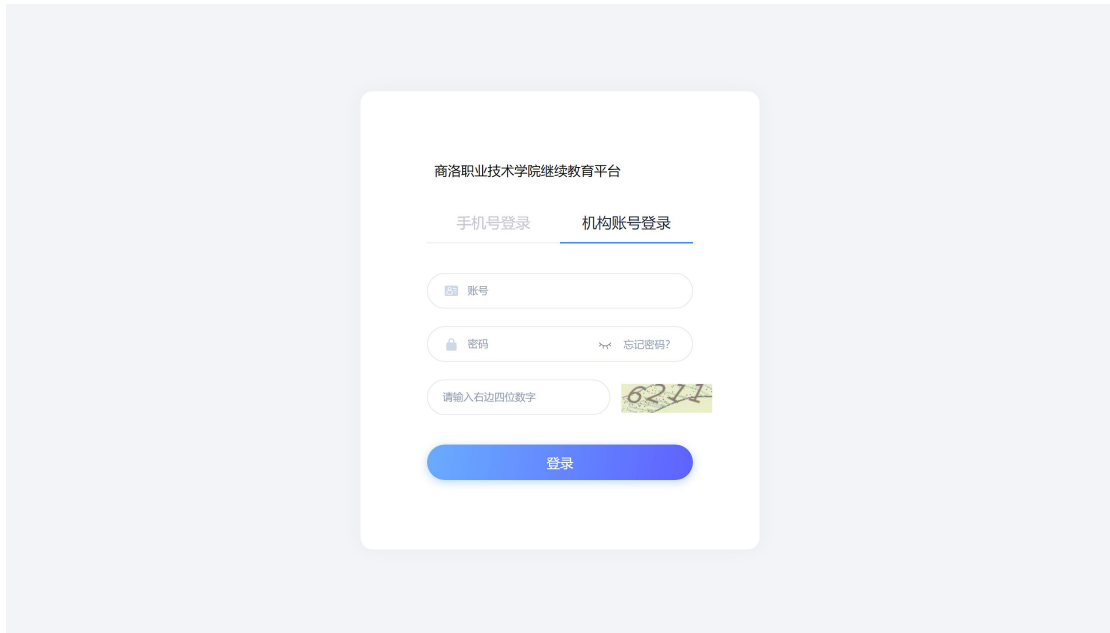 商洛职业技术学院继续教育平台
手机号登录 机构账号登录
账号
密码 忘记密码?
请输入右边四位数字 6211
登录